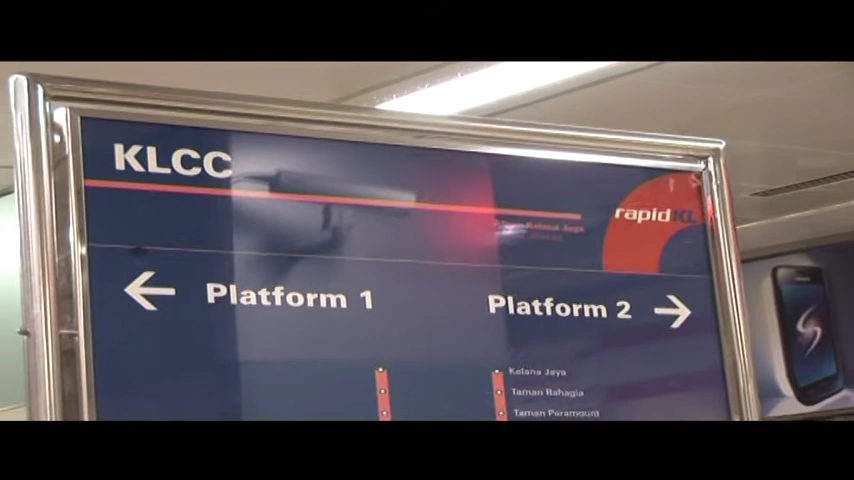 KLCC
rapidKL
← Platform 1
Platform 2 →
Kelana Jaya
Taman Bahagia
Taman Paramount